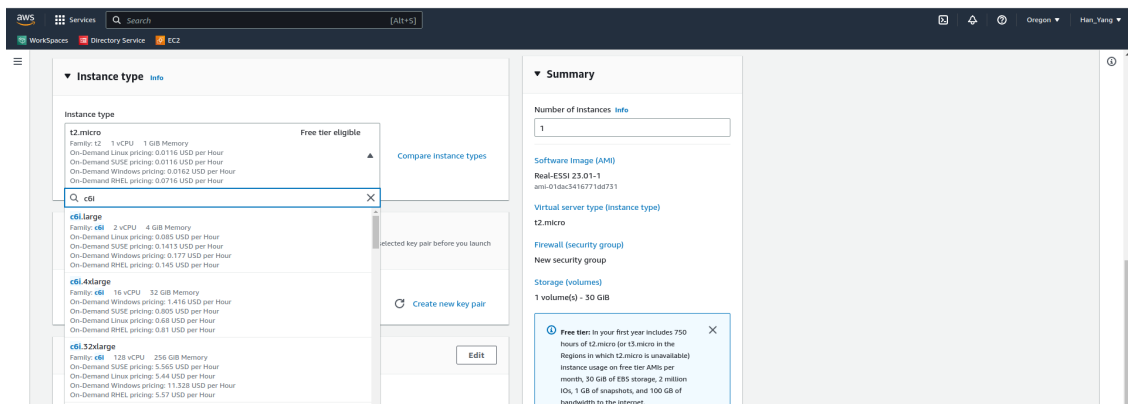 aws Services Search [Alt+S] Oregon ▼ Han_Yang ▼
WorkSpaces Directory Service EC2
▼ Instance type Info
Instance type
t2.micro Free tier eligible
Family: t2 1 vCPU 1 GiB Memory
On-Demand Linux pricing: 0.0116 USD per Hour
On-Demand SUSE pricing: 0.0116 USD per Hour
On-Demand Windows pricing: 0.0162 USD per Hour
On-Demand RHEL pricing: 0.0716 USD per Hour
Compare instance types
c6i
c6i.large
Family: c6i 2 vCPU 4 GiB Memory
On-Demand Linux pricing: 0.085 USD per Hour
On-Demand SUSE pricing: 0.1413 USD per Hour
On-Demand Windows pricing: 0.177 USD per Hour
On-Demand RHEL pricing: 0.145 USD per Hour
c6i.4xlarge
Family: c6i 16 vCPU 32 GiB Memory
On-Demand Windows pricing: 1.416 USD per Hour
On-Demand SUSE pricing: 0.805 USD per Hour
On-Demand Linux pricing: 0.68 USD per Hour
On-Demand RHEL pricing: 0.81 USD per Hour
c6i.32xlarge
Family: c6i 128 vCPU 256 GiB Memory
On-Demand SUSE pricing: 5.565 USD per Hour
On-Demand Linux pricing: 5.44 USD per Hour
On-Demand Windows pricing: 11.328 USD per Hour
On-Demand RHEL pricing: 5.57 USD per Hour
selected key pair before you launch
Create new key pair
Edit
▼ Summary
Number of instances Info
1
Software Image (AMI)
Real-ESSI 23.01-1
ami-01dac3416771dd731
Virtual server type (instance type)
t2.micro
Firewall (security group)
New security group
Storage (volumes)
1 volume(s) - 30 GiB
Free tier: In your first year includes 750
hours of t2.micro (or t3.micro in the
Regions in which t2.micro is unavailable)
instance usage on free tier AMIs per
month, 30 GiB of EBS storage, 2 million
IOs, 1 GB of snapshots, and 100 GB of
bandwidth to the internet.